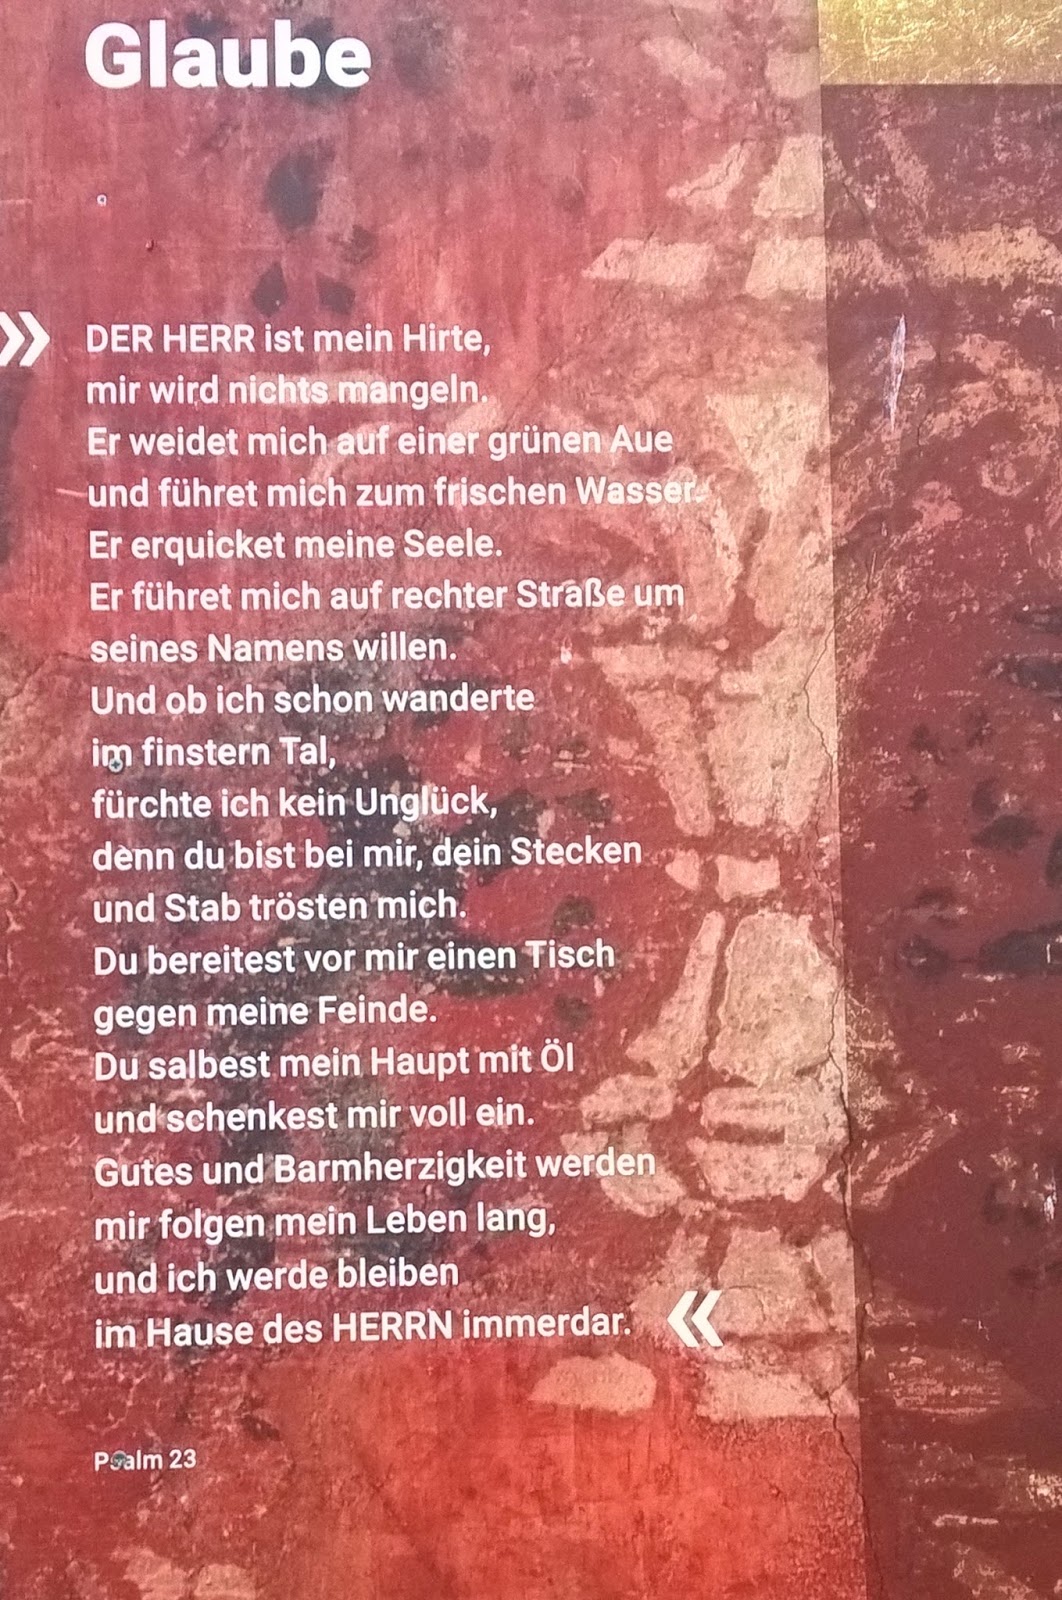 Glaube
» DER HERR ist mein Hirte,
mir wird nichts mangeln.
Er weidet mich auf einer grünen Aue
und führet mich zum frischen Wasser.
Er erquicket meine Seele.
Er führet mich auf rechter Straße um
seines Namens willen.
Und ob ich schon wanderte
im finstern Tal,
fürchte ich kein Unglück,
denn du bist bei mir, dein Stecken
und Stab trösten mich.
Du bereitest vor mir einen Tisch
gegen meine Feinde.
Du salbest mein Haupt mit Öl
und schenkest mir voll ein.
Gutes und Barmherzigkeit werden
mir folgen mein Leben lang,
und ich werde bleiben
im Hause des HERRN immerdar. «
Psalm 23